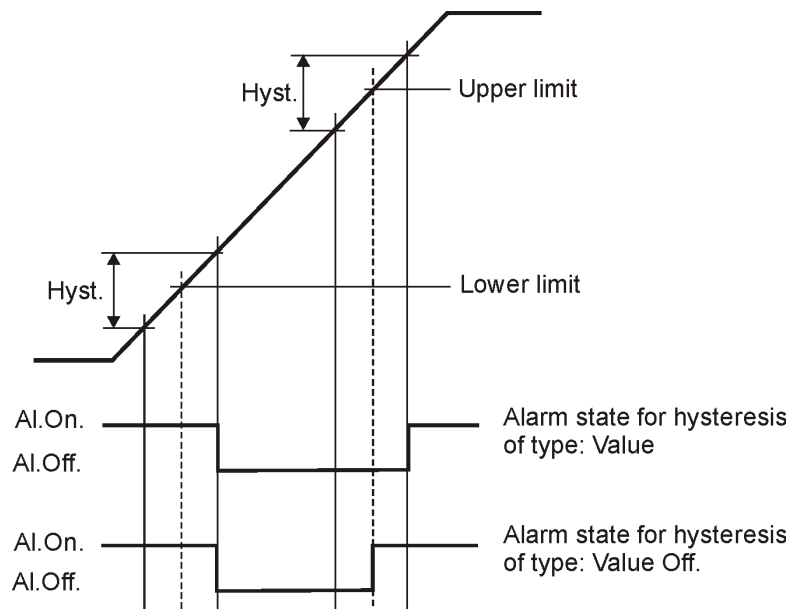 Hyst.
Upper limit
Hyst.
Lower limit
Al.On.
Al.Off.
Alarm state for hysteresis
of type: Value
Al.On.
Al.Off.
Alarm state for hysteresis
of type: Value Off.